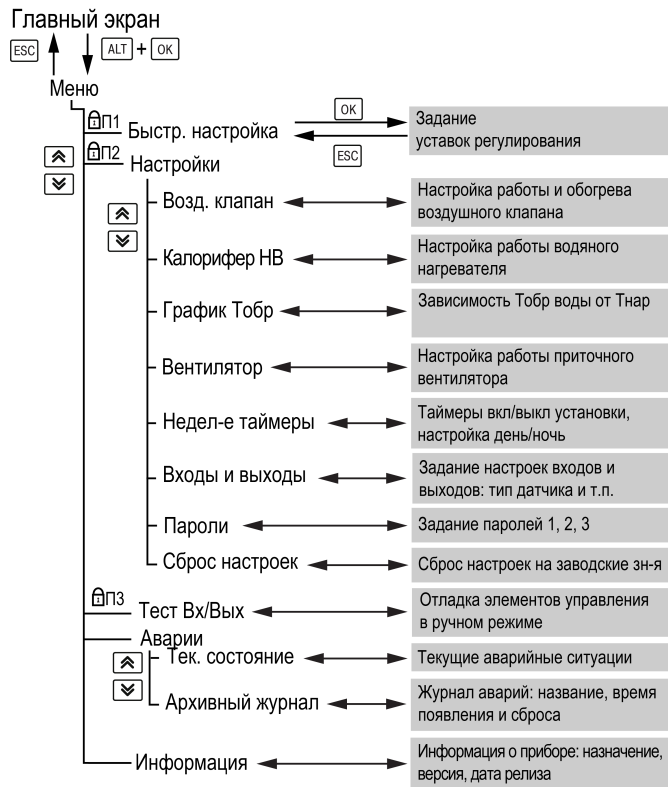 Главный экран
ESC ALT + OK
Меню
П1 Быстр. настройка OK ESC Задание
уставок регулирования
П2 Настройки
Возд. клапан Настройка работы и обогрева
воздушного клапана
Калорифер НВ Настройка работы водяного
нагревателя
График Тобр Зависимость Тобр воды от Тнар
Вентилятор Настройка работы приточного
вентилятора
Недел-е таймеры Таймеры вкл/выкл установки,
настройка день/ночь
Входы и выходы Задание настроек входов и
выходов: тип датчика и т.п.
Пароли Задание паролей 1, 2, 3
Сброс настроек Сброс настроек на заводские зн-я
П3 Тест Вх/Вых Отладка элементов управления
в ручном режиме
Аварии
Тек. состояние Текущие аварийные ситуации
Архивный журнал Журнал аварий: название, время
появления и сброса
Информация Информация о приборе: назначение,
версия, дата релиза